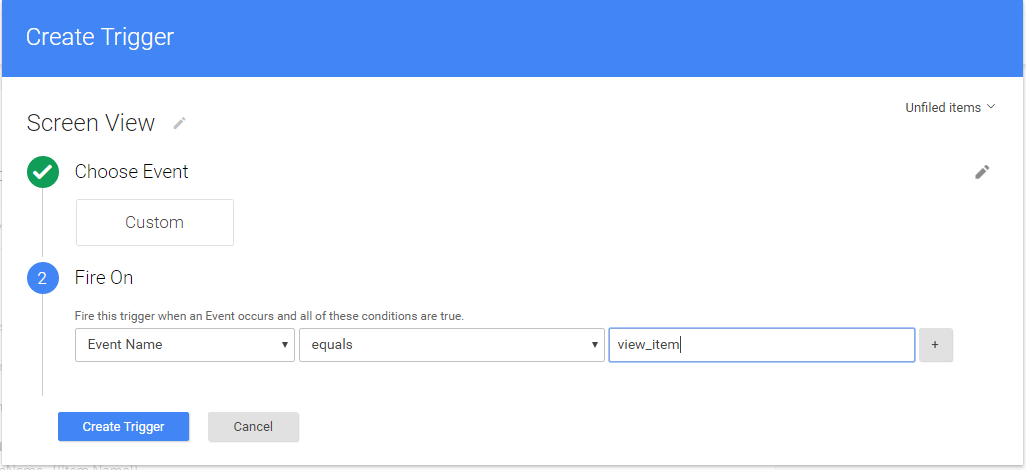 Create Trigger
Unfiled items
Screen View
Choose Event
Custom
2 Fire On
Fire this trigger when an Event occurs and all of these conditions are true.
Event Name equals view_item +
Create Trigger Cancel